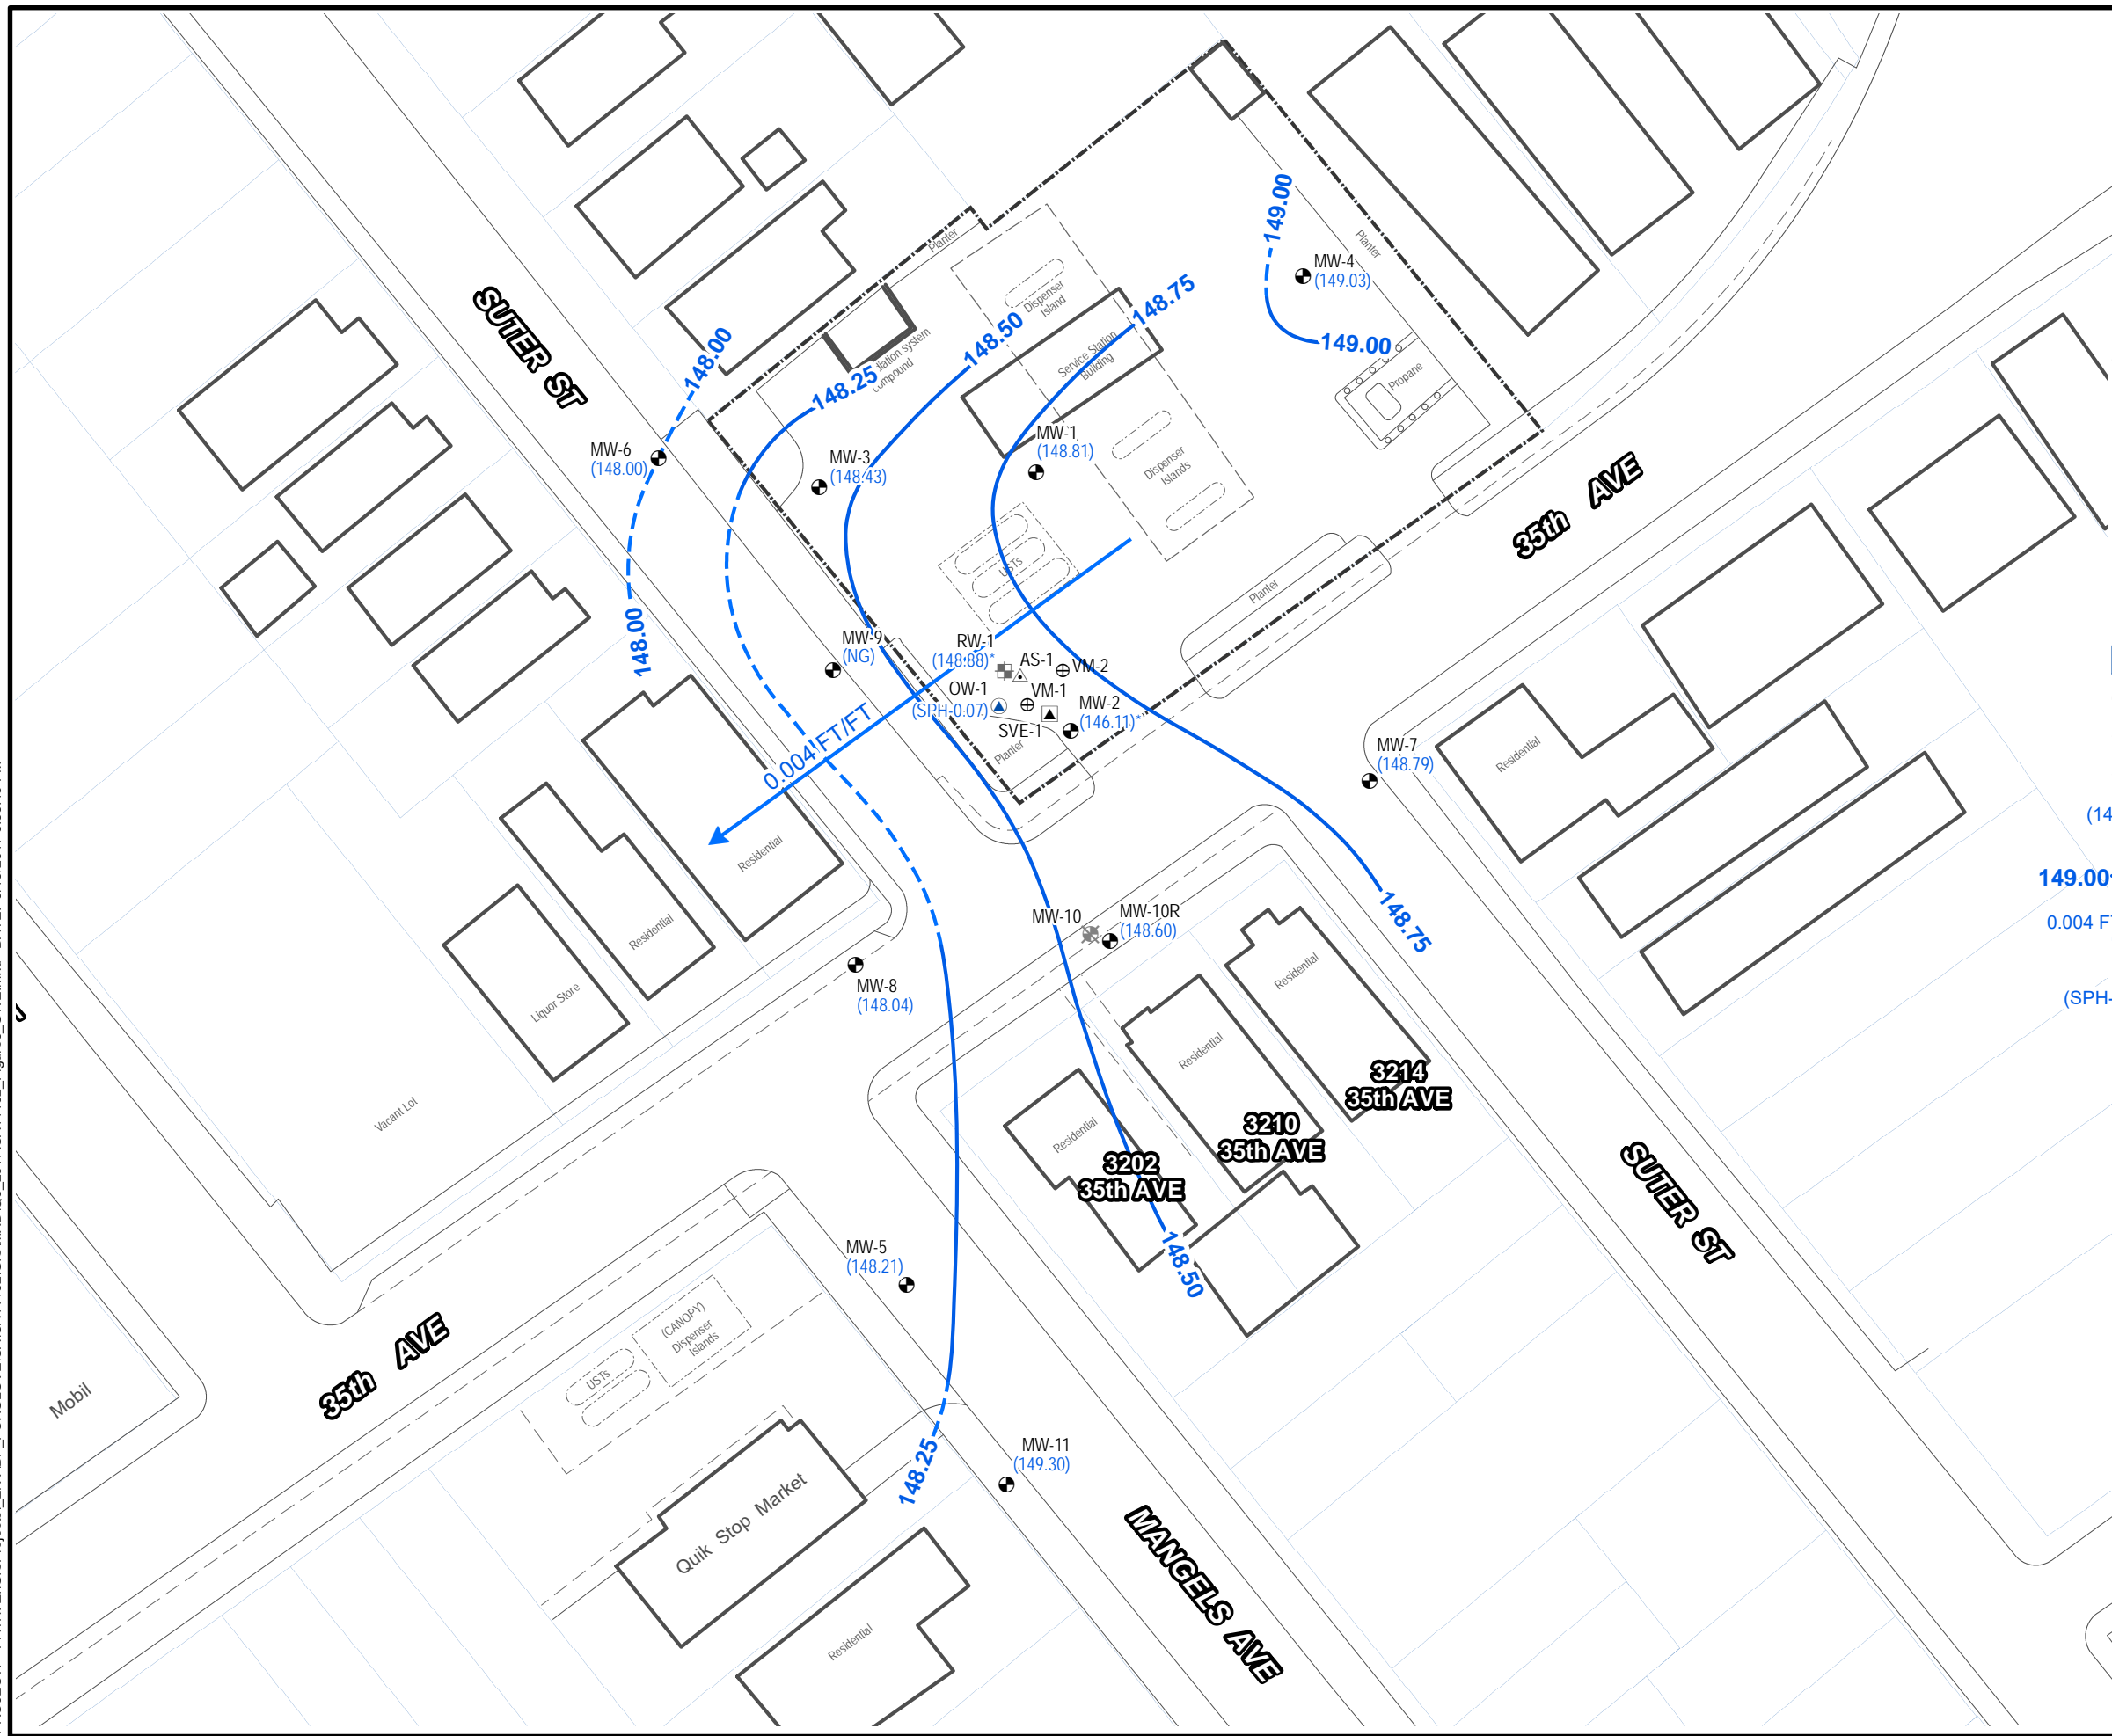 149.00
Planter
Planter
MW-4
(149.03)
148.75
Dispenser
Island
SUTER ST
148.50
148.00
Service Station
Building
149.00
148.25
Propane
MW-1
(148.81)
MW-6
(148.00)
MW-3
(148.43)
Dispenser
Islands
35th AVE
USTs
Planter
148.00
MW-9
(NG)
RW-1
(148.88)*
AS-1
VM-2
OW-1
(SPH-0.07)
VM-1
MW-2
(146.11)*
SVE-1
Planter
0.004 FT/FT
MW-7
(148.79)
Residential
(14
Residential
149.00
148.75
MW-10
MW-10R
(148.60)
0.004 F
Residential
Residential
MW-8
(148.04)
Liquor Store
(SPH-
Residential
3214
35th AVE
Vacant Lot
Residential
3210
35th AVE
3202
35th AVE
SUTER ST
MW-5
(148.21)
148.50
(CANOPY)
Dispenser
Islands
USTs
35th AVE
Mobil
MW-11
(149.30)
148.25
Quik Stop Market
MANGELS AVE
Residential